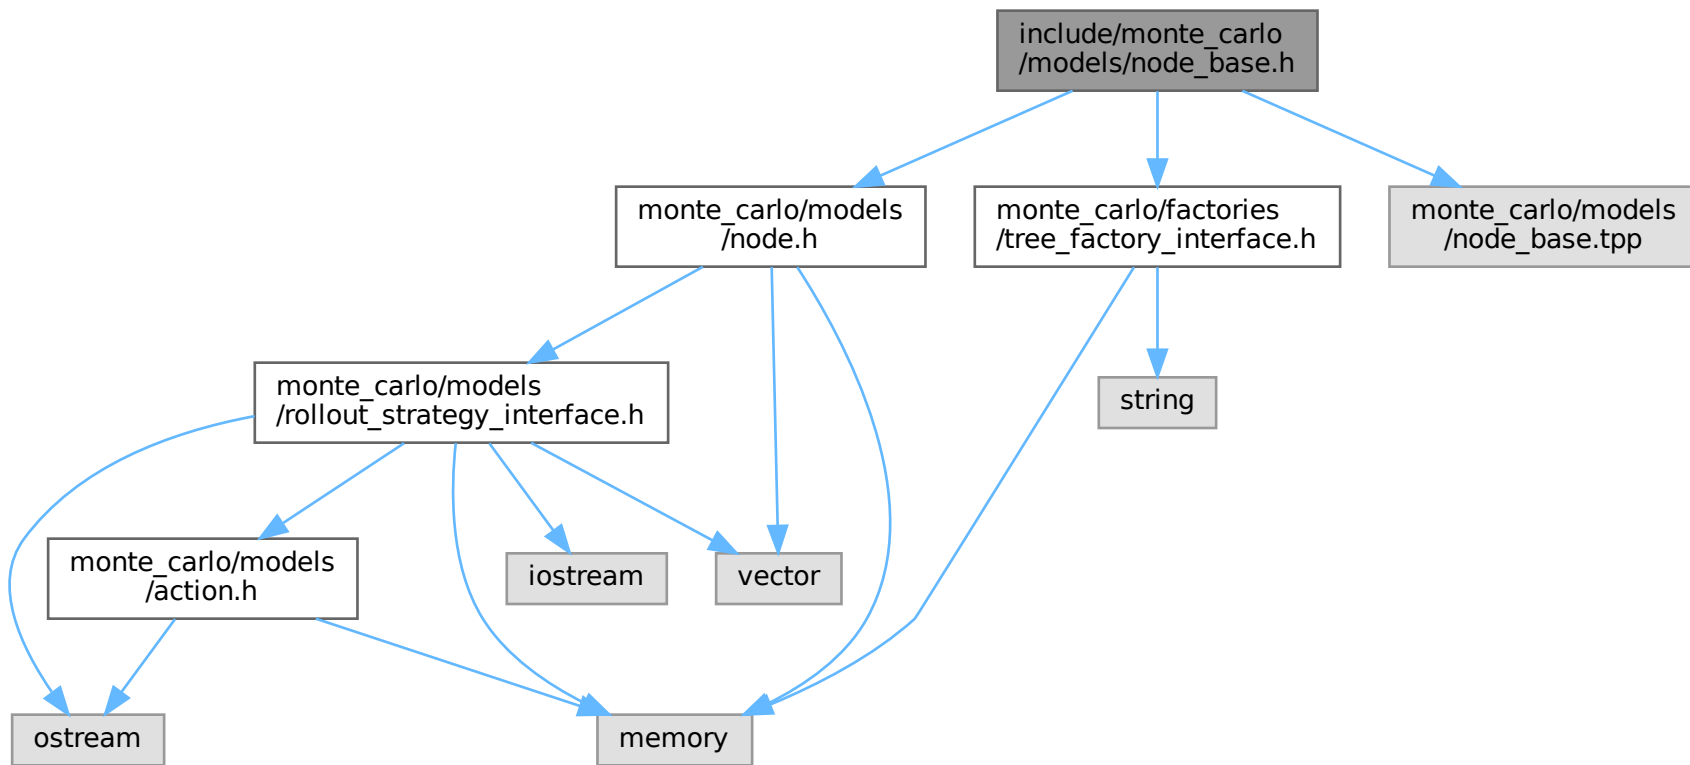 include/monte_carlo
/models/node_base.h
monte_carlo/models
/node.h
monte_carlo/factories
/tree_factory_interface.h
monte_carlo/models
/node_base.tpp
monte_carlo/models
/rollout_strategy_interface.h
string
monte_carlo/models
/action.h
iostream
vector
ostream
memory